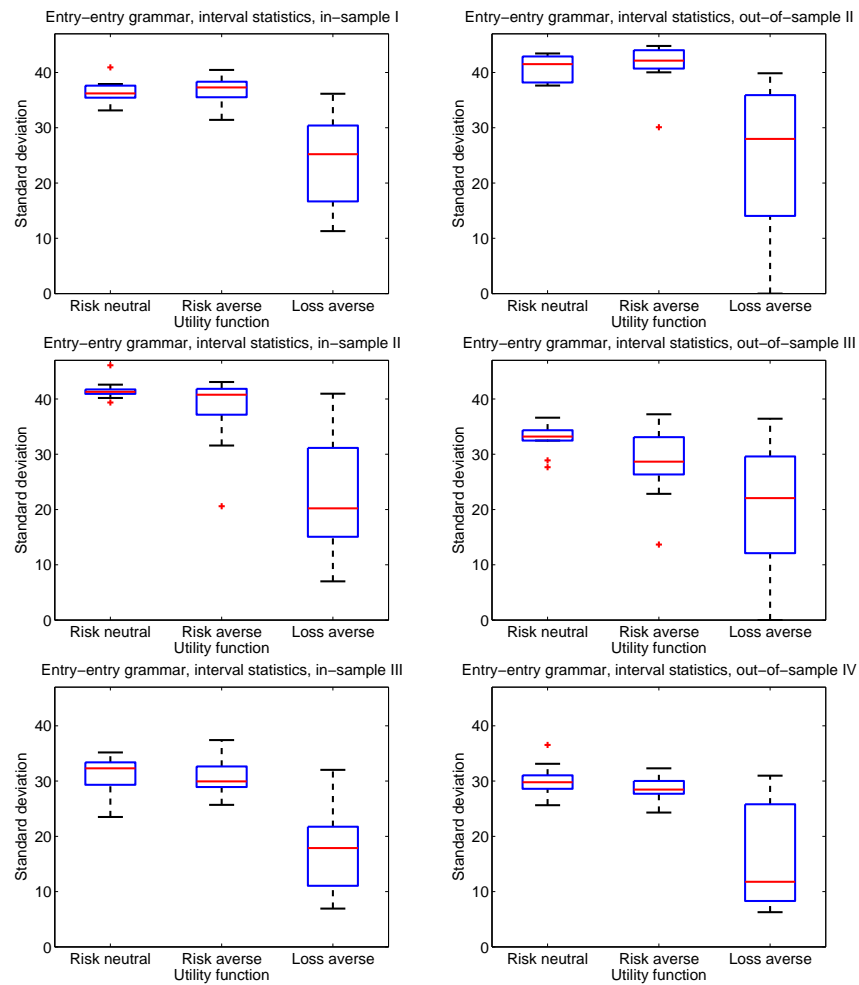 Entry−entry grammar, interval statistics, in−sample I
40
30
20
10
0
Standard deviation
Risk neutral Risk averse Loss averse
Utility function
Entry−entry grammar, interval statistics, out−of−sample II
40
30
20
10
0
Standard deviation
Risk neutral Risk averse Loss averse
Utility function
Entry−entry grammar, interval statistics, in−sample II
40
30
20
10
0
Standard deviation
Risk neutral Risk averse Loss averse
Utility function
Entry−entry grammar, interval statistics, out−of−sample III
40
30
20
10
0
Standard deviation
Risk neutral Risk averse Loss averse
Utility function
Entry−entry grammar, interval statistics, in−sample III
40
30
20
10
0
Standard deviation
Risk neutral Risk averse Loss averse
Utility function
Entry−entry grammar, interval statistics, out−of−sample IV
40
30
20
10
0
Standard deviation
Risk neutral Risk averse Loss averse
Utility function